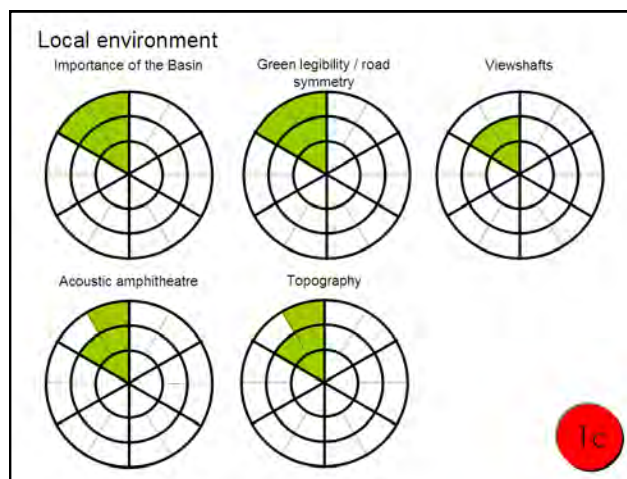 Local environment
Importance of the Basin
Green legibility / road
symmetry
Viewshafts
Acoustic amphitheatre
Topography
1c